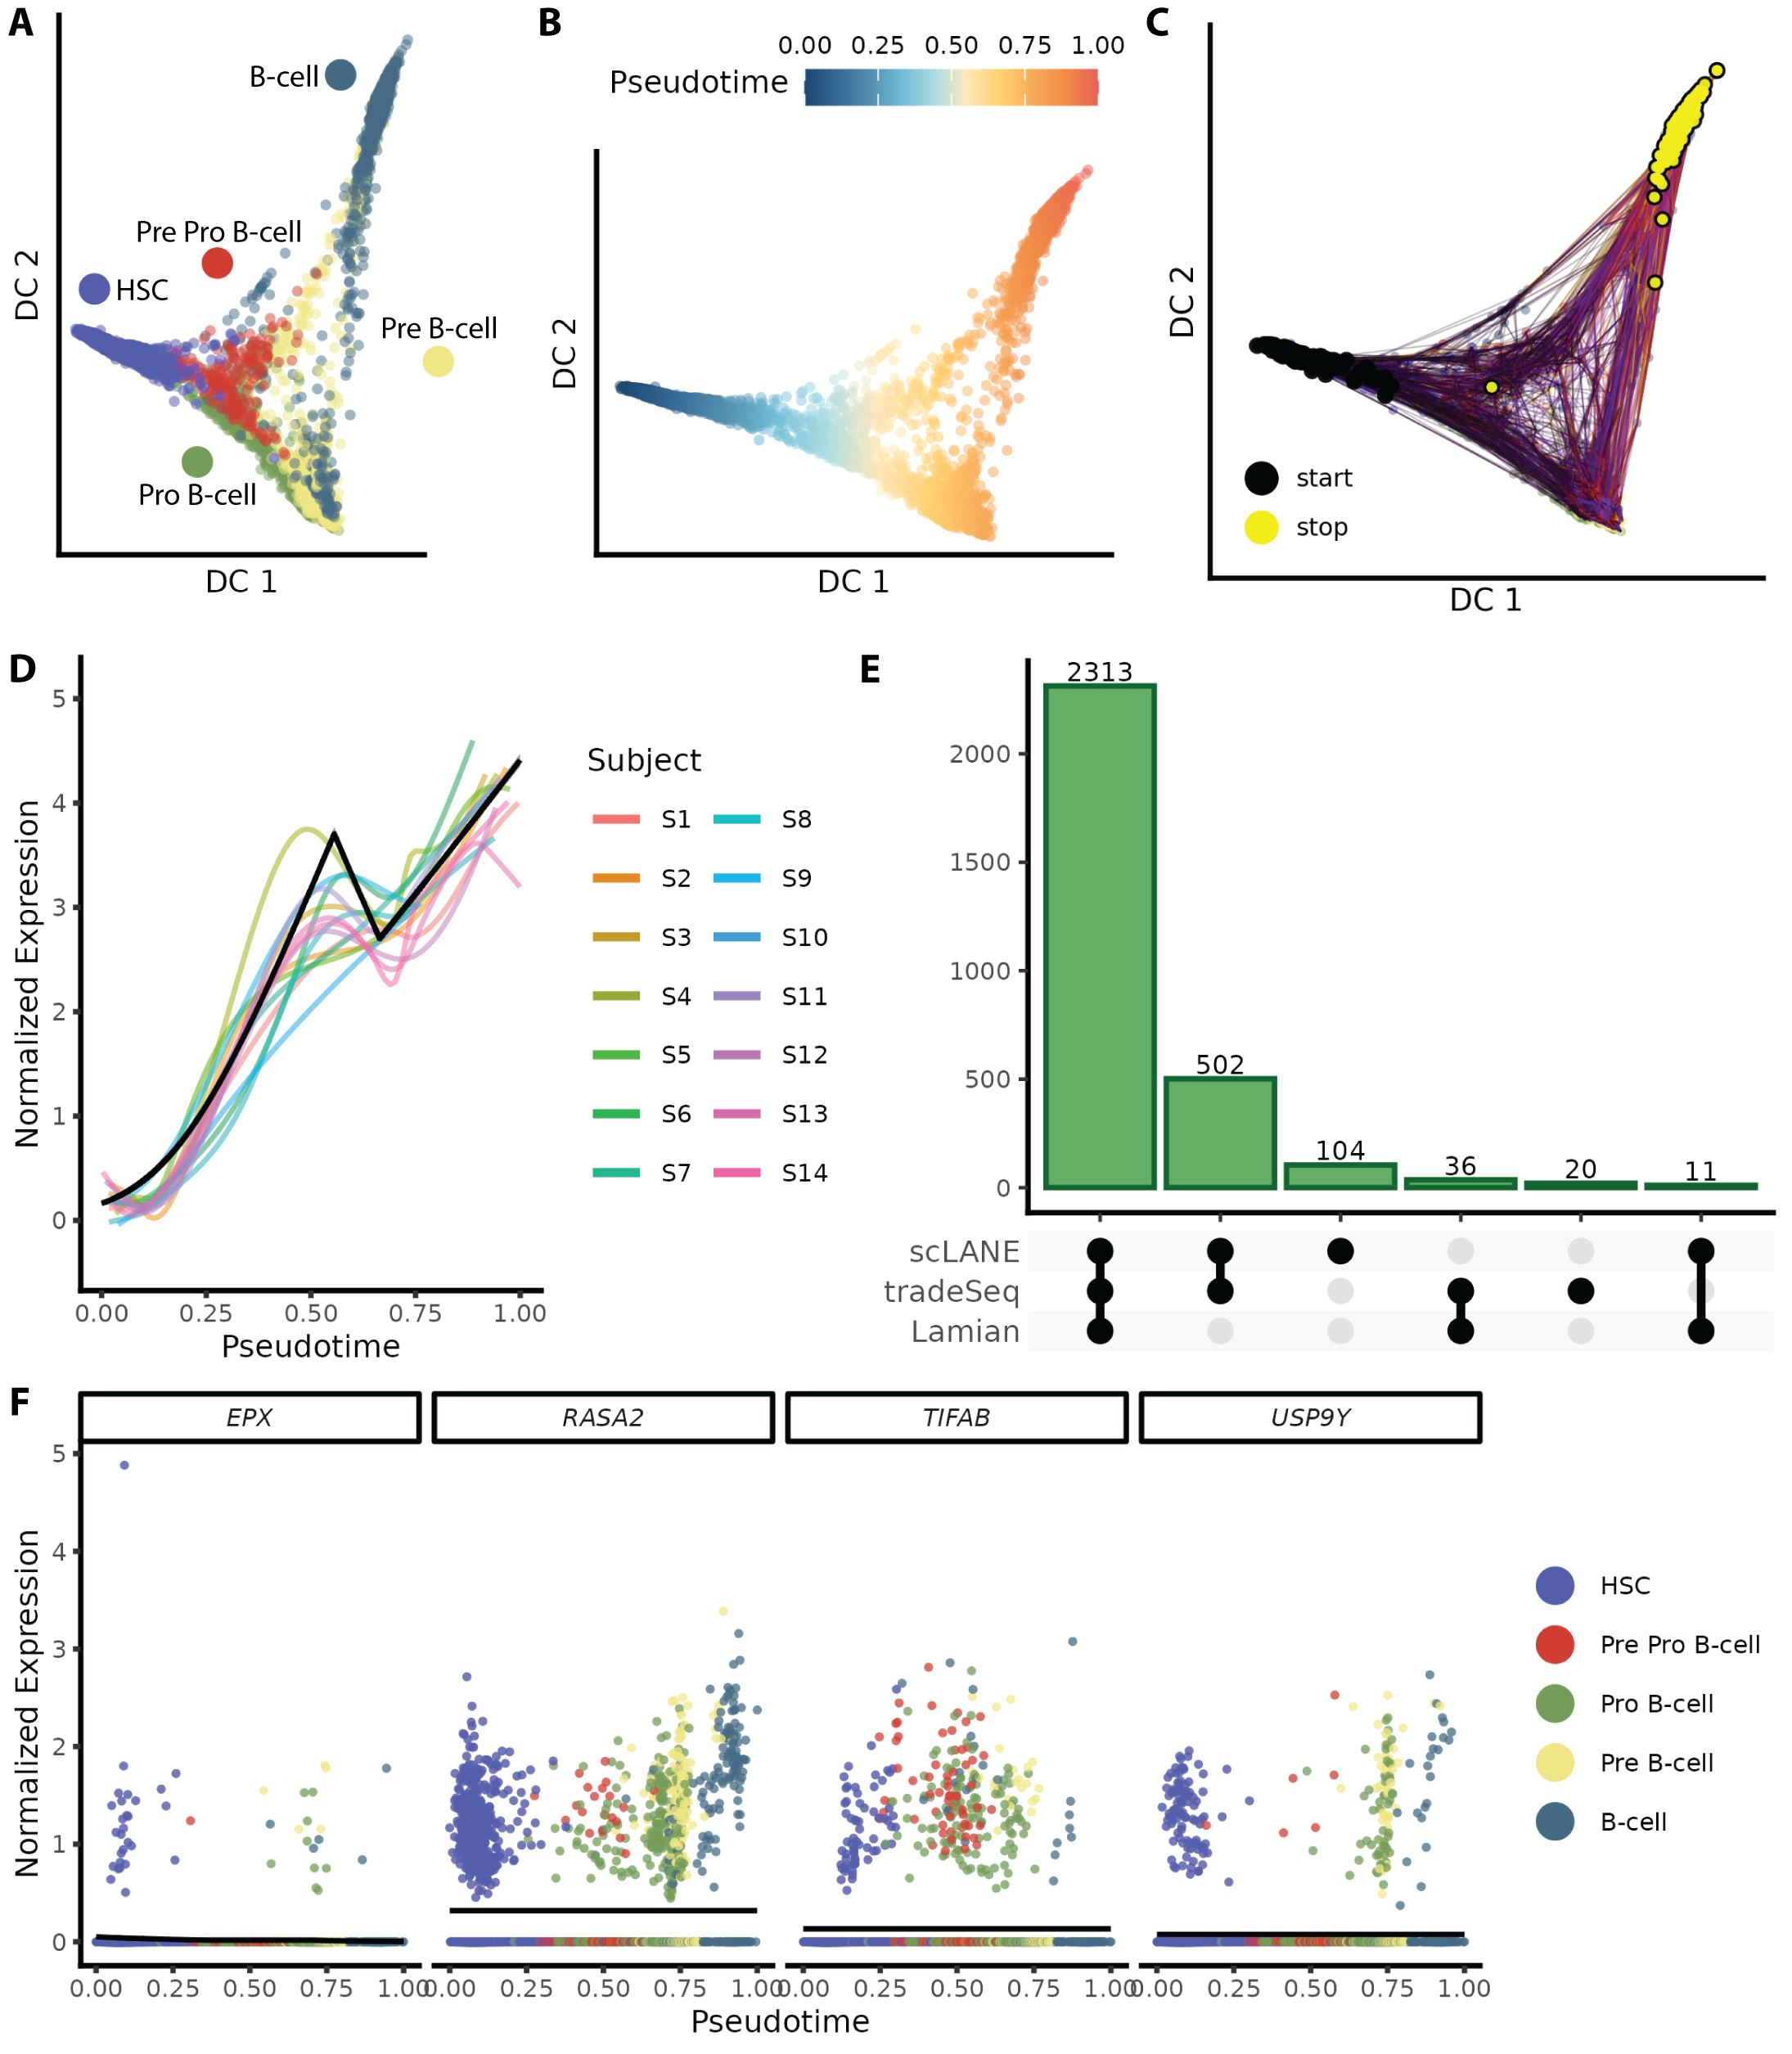 A
B-cell
Pre Pro B-cell
HSC
Pre B-cell
Pro B-cell
DC 2
DC 1
B
0.00 0.25 0.50 0.75 1.00
Pseudotime
DC 2
DC 1
C
DC 2
start
stop
DC 1
D
Normalized Expression
5
4
3
2
1
0
0.00 0.25 0.50 0.75 1.00
Pseudotime
Subject
S1 S8
S2 S9
S3 S10
S4 S11
S5 S12
S6 S13
S7 S14
E
2313
502
104
36
20
11
2000
1500
1000
500
0
scLANE
tradeSeq
Lamian
F
EPX RASA2 TIFAB USP9Y
Normalized Expression
5
4
3
2
1
0
0.00 0.25 0.50 0.75 1.00 0.00 0.25 0.50 0.75 1.00 0.00 0.25 0.50 0.75 1.00 0.00 0.25 0.50 0.75 1.00
Pseudotime
HSC
Pre Pro B-cell
Pro B-cell
Pre B-cell
B-cell